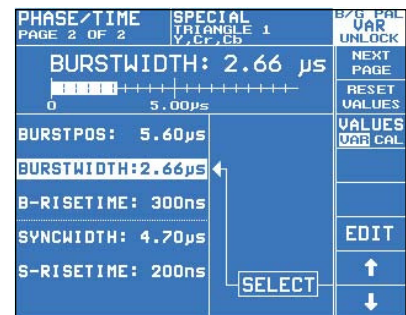 PHASE/TIME
PAGE 2 OF 2
SPECIAL
TRIANGLE 1
Y,Cr,Cb
B/G PAL
VAR
UNLOCK
BURSTWIDTH: 2.66 µs
0 5.00µs
NEXT
PAGE
RESET
VALUES
VALUES
VAR CAL
BURSTPOS: 5.60µs
BURSTWIDTH:2.66µs
B-RISETIME: 300ns
SYNCWIDTH: 4.70µs
S-RISETIME: 200ns
SELECT
EDIT